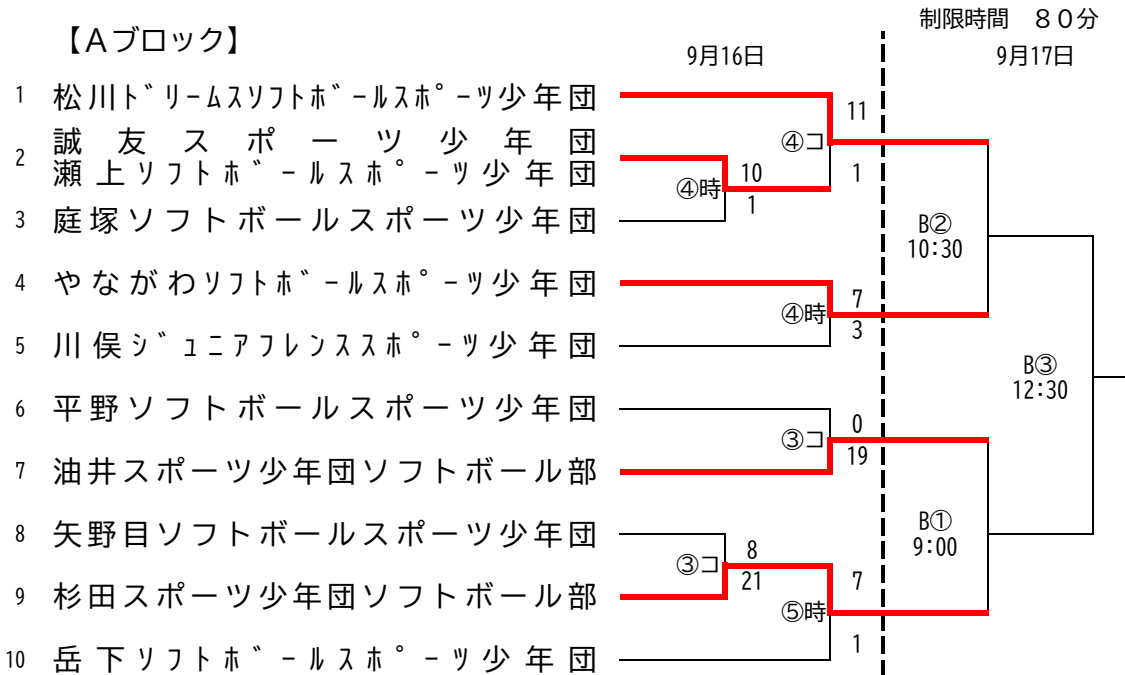 制限時間　８０分
【Aブロック】
9月16日
9月17日
1 松川ﾄﾞﾘｰﾑｽｿﾌﾄﾎﾞｰﾙｽﾎﾟｰﾂ少年団
11
④コ
誠友スポーツ少年団
2
瀬上ｿﾌﾄﾎﾞｰﾙｽﾎﾟｰﾂ少年団
10
1
④時
1
3 庭塚ソフトボールスポーツ少年団
B②
10:30
4 やながわｿﾌﾄﾎﾞｰﾙｽﾎﾟｰﾂ少年団
7
④時
3
5 川俣ｼﾞｭﾆｱﾌﾚﾝｽｽﾎﾟｰﾂ少年団
B③
12:30
6 平野ソフトボールスポーツ少年団
0
③コ
19
7 油井スポーツ少年団ソフトボール部
B①
9:00
8 矢野目ソフトボールスポーツ少年団
8
③コ
21
7
9 杉田スポーツ少年団ソフトボール部
⑤時
1
10 岳下ｿﾌﾄﾎﾞｰﾙｽﾎﾟｰﾂ少年団